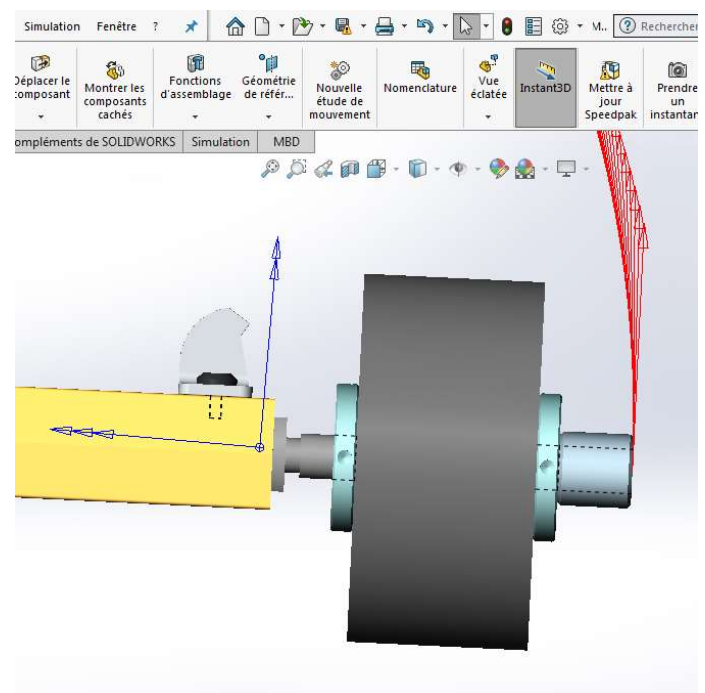 Simulation Fenêtre ? M.. Rechercher
Déplacer le composant
Montrer les composants cachés
Fonctions d'assemblage
Géométrie de référ...
Nouvelle étude de mouvement
Nomenclature
Vue éclatée
Instant3D
Mettre à jour Speedpak
Prendre un instantan
ompléments de SOLIDWORKS Simulation MBD